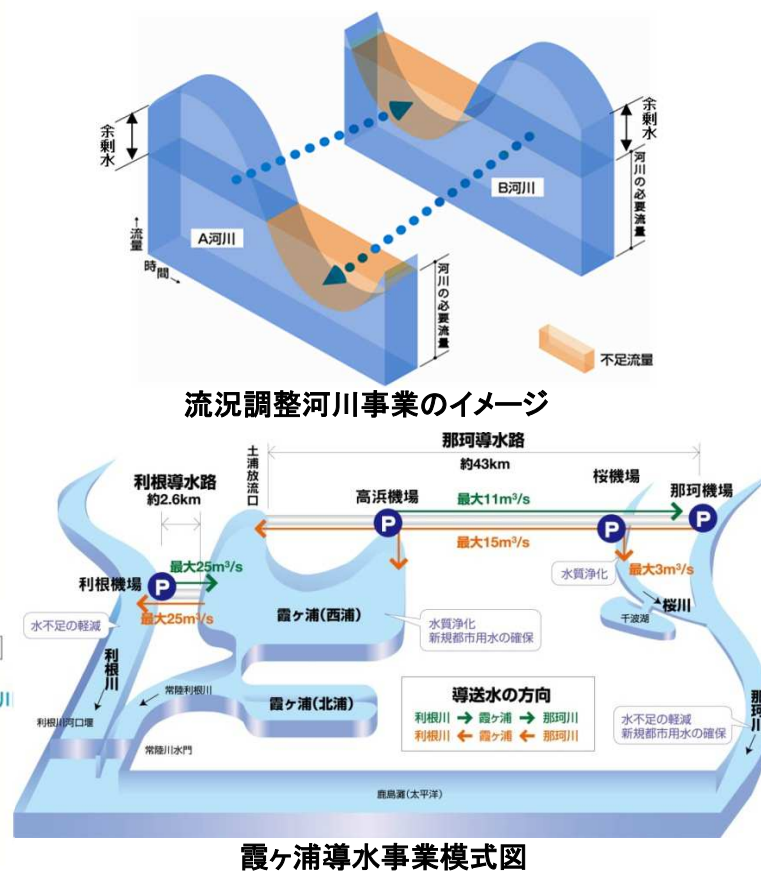 余剰水
↑流量
時間→
A河川
河川の必要流量
B河川
余剰水
河川の必要流量
不足流量
流況調整河川事業のイメージ
那珂導水路
約43km
土浦放流口
利根導水路
約2.6km
高浜機場
桜機場
那珂機場
最大11m³/s
P
P
P
最大15m³/s
最大25m³/s
利根機場
P
最大25m³/s
水質浄化
最大3m³/s
桜川
千波湖
水不足の軽減
霞ヶ浦(西浦)
水質浄化
新規都市用水の確保
利根川
常陸利根川
霞ヶ浦(北浦)
導送水の方向
利根川 → 霞ヶ浦 → 那珂川
利根川 ← 霞ヶ浦 ← 那珂川
水不足の軽減
新規都市用水の確保
那珂川
利根川河口堰
常陸川水門
鹿島灘(太平洋)
霞ヶ浦導水事業模式図